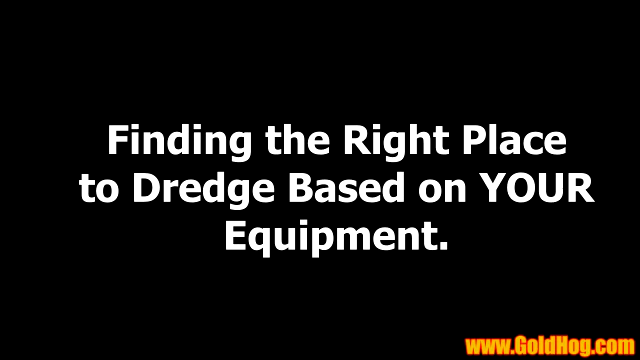 Finding the Right Place
to Dredge Based on YOUR
Equipment.
www.GoldHog.com